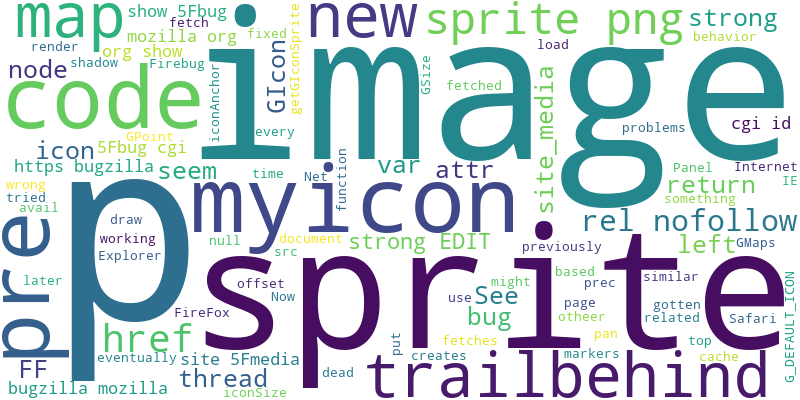 map
show 5Fbug
fetch
new
sprite png
strong
behavior
mozilla org
fixed
render
org show
shadow
Firebug
image
GIcon
getGIconSprite
load
node
code
iconAnchor
GSize
fetched
site_media
GPoint
every
problems
cgi id
icon
5Fbug cgi
https bugzilla
seem
time
Net
function
var
attr
Panel
Internet
IE
return
something
wrong
tried
avail
p
myicon
rel nofollow
draw
working
Explorer
null
document
src
strong EDIT
previously
left
GMaps
pre
sprite
later
offset
Now
FireFox
might
use
See
bug
based
otheer
prec
page
similar
gotten
related
Safari
top
G_DEFAULT_ICON
href
FF
eventually
site 5Fmedia
put
creates
fetches
pan
markers
cache
bugzilla mozilla
thread
iconSize
dead
trailbehind